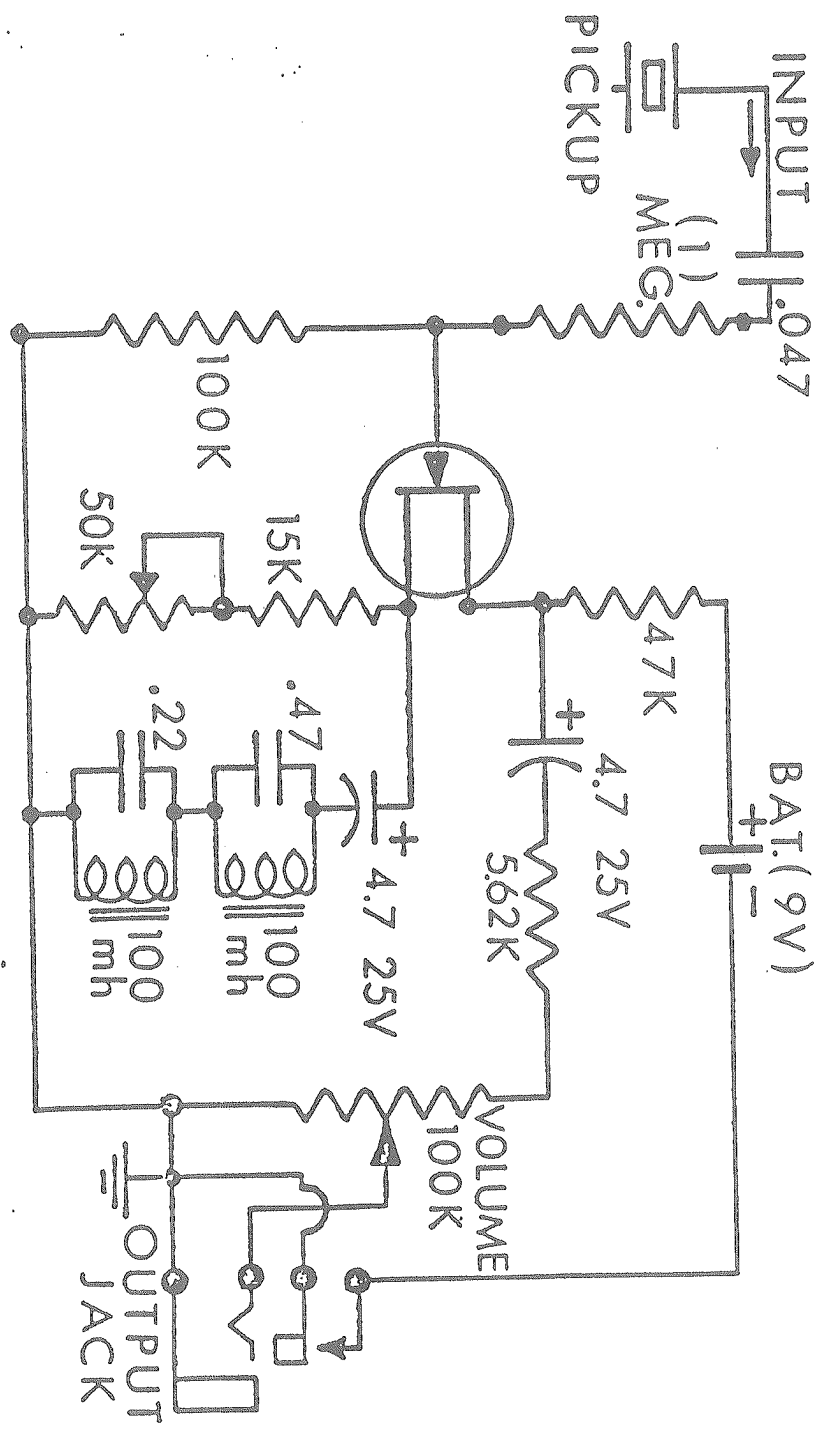 INPUT
PICKUP
(1)
MEG.
.047
100K
50K
15K
47K
BAT.(9V)
+ −
+
4.7 25V
5.62K
+
4.7 25V
.47
100
mh
.22
100
mh
VOLUME
100K
OUTPUT
JACK